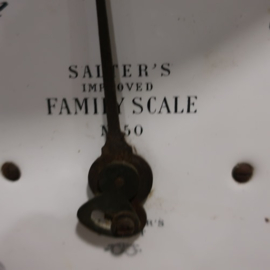 SALTER'S
IMPROVED
FAMILY SCALE
No 50